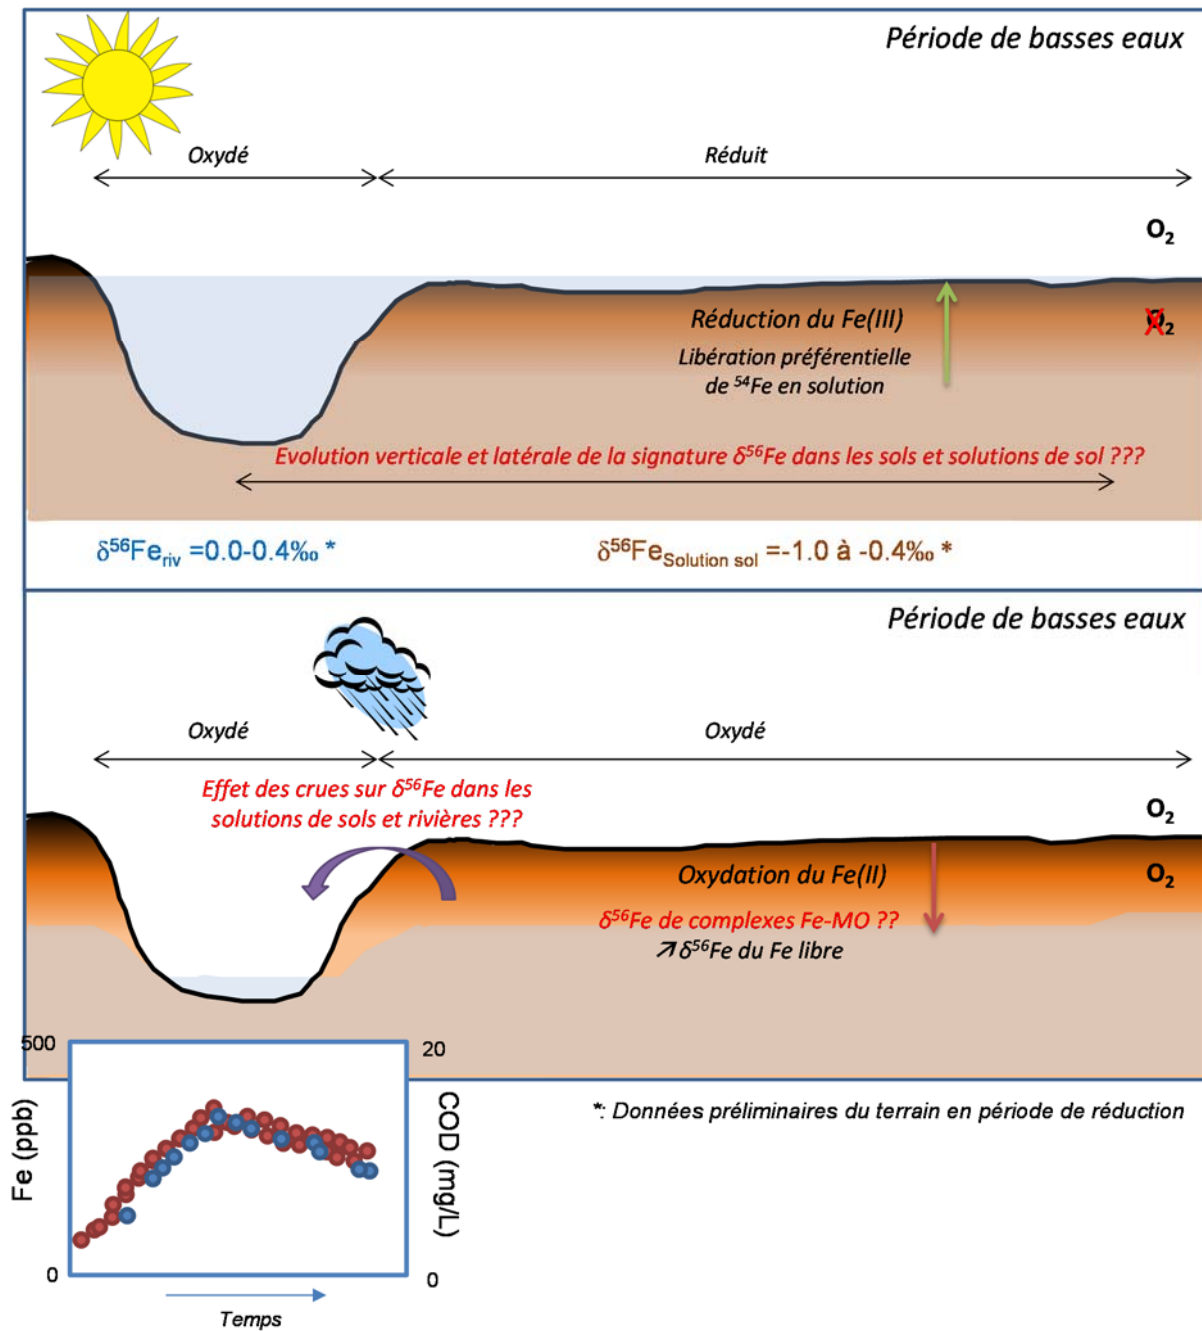 Période de basses eaux
Oxydé
Réduit
O₂
Réduction du Fe(III)
O₂
Libération préférentielle
de ⁵⁴Fe en solution
Evolution verticale et latérale de la signature δ⁵⁶Fe dans les sols et solutions de sol ???
δ⁵⁶Fe_riv =0.0-0.4‰ *
δ⁵⁶Fe_Solution sol =-1.0 à -0.4‰ *
Période de basses eaux
Oxydé
Oxydé
Effet des crues sur δ⁵⁶Fe dans les
solutions de sols et rivières ???
O₂
Oxydation du Fe(II)
O₂
δ⁵⁶Fe de complexes Fe-MO ??
↗ δ⁵⁶Fe du Fe libre
500
20
Fe (ppb)
COD (mg/L)
0
0
Temps
*: Données préliminaires du terrain en période de réduction